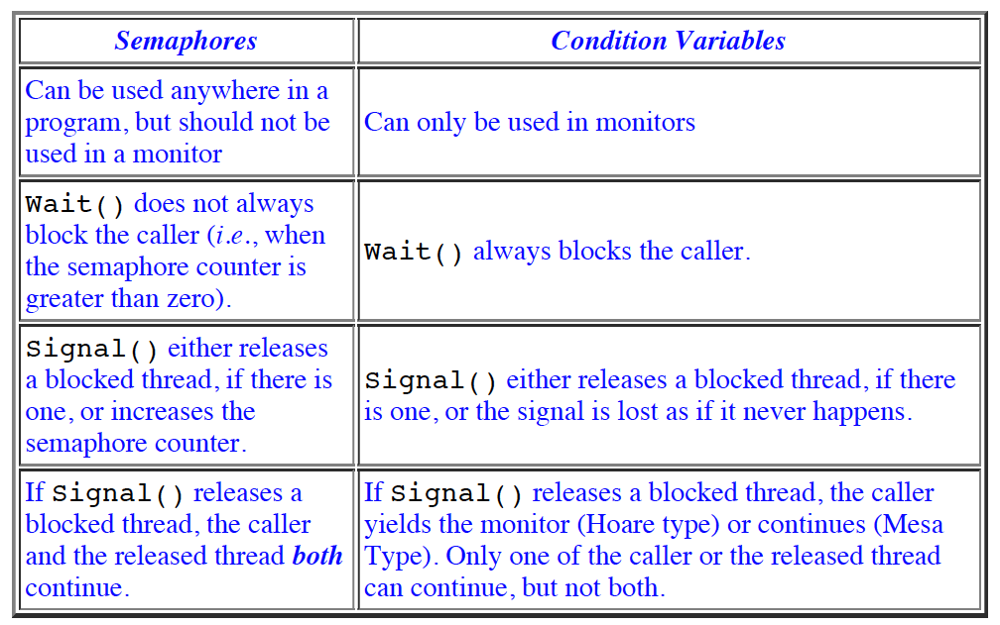 Semaphores
Condition Variables
Can be used anywhere in a
program, but should not be
used in a monitor
Can only be used in monitors
Wait() does not always
block the caller (i.e., when
the semaphore counter is
greater than zero).
Wait() always blocks the caller.
Signal() either releases
a blocked thread, if there is
one, or increases the
semaphore counter.
Signal() either releases a blocked thread, if there
is one, or the signal is lost as if it never happens.
If Signal() releases a
blocked thread, the caller
and the released thread both
continue.
If Signal() releases a blocked thread, the caller
yields the monitor (Hoare type) or continues (Mesa
Type). Only one of the caller or the released thread
can continue, but not both.